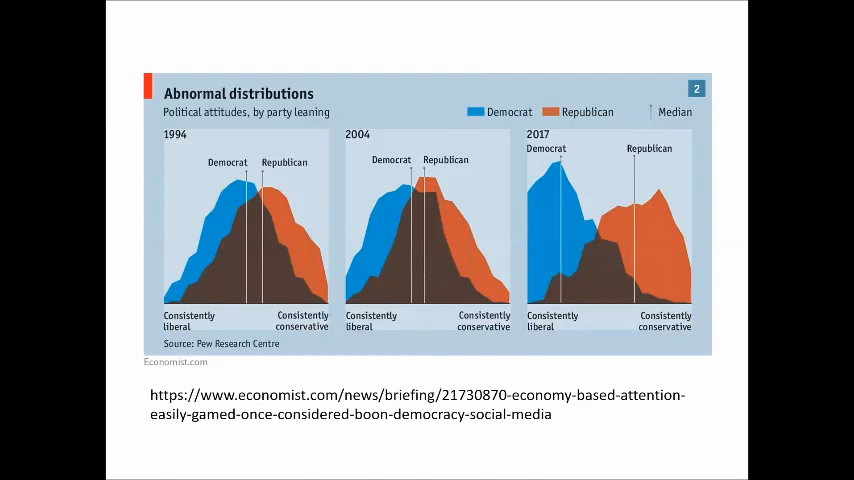 Abnormal distributions
2
Political attitudes, by party leaning
Democrat Republican Median
1994
Democrat Republican
Consistently liberal
Consistently conservative
2004
Democrat Republican
Consistently liberal
Consistently conservative
2017
Democrat Republican
Consistently liberal
Consistently conservative
Source: Pew Research Centre
Economist.com
https://www.economist.com/news/briefing/21730870-economy-based-attention-
easily-gamed-once-considered-boon-democracy-social-media